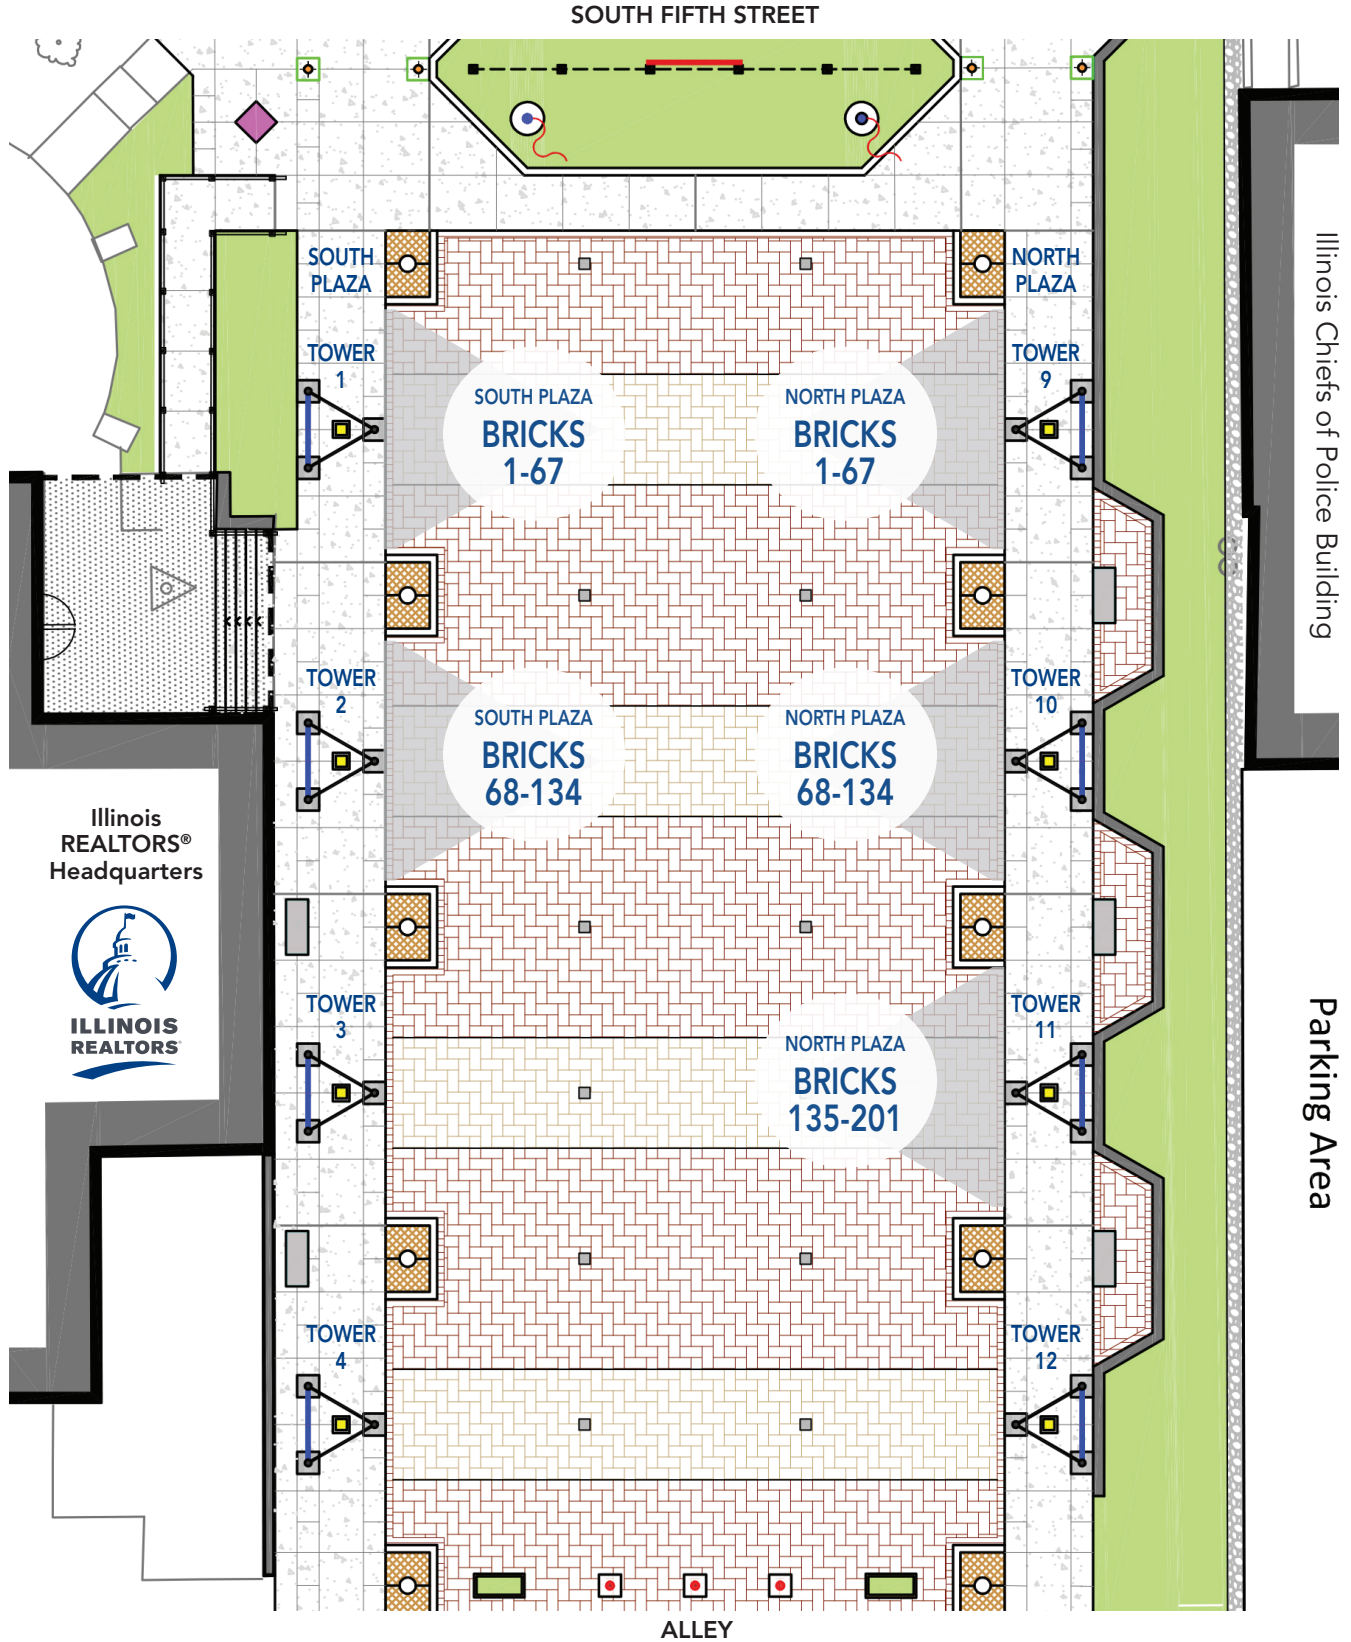 SOUTH FIFTH STREET
SOUTH
PLAZA
NORTH
PLAZA
Illinois Chiefs of Police Building
TOWER
1
TOWER
9
SOUTH PLAZA
BRICKS
1-67
NORTH PLAZA
BRICKS
1-67
TOWER
2
TOWER
10
SOUTH PLAZA
BRICKS
68-134
NORTH PLAZA
BRICKS
68-134
Illinois
REALTORS®
Headquarters
ILLINOIS
REALTORS
TOWER
3
TOWER
11
NORTH PLAZA
BRICKS
135-201
Parking Area
TOWER
4
TOWER
12
ALLEY